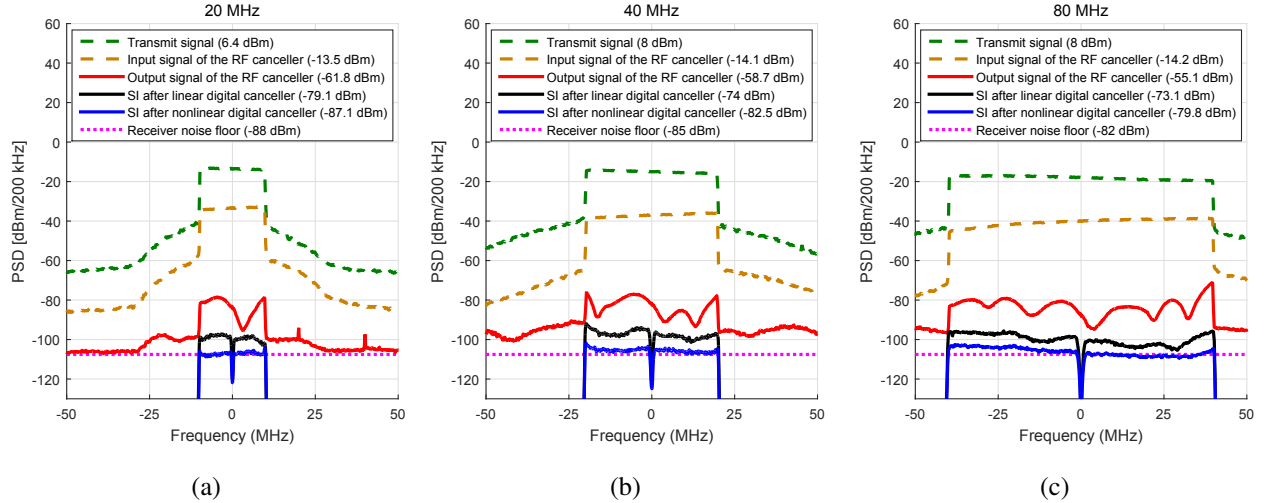 20 MHz
Transmit signal (6.4 dBm)
Input signal of the RF canceller (-13.5 dBm)
Output signal of the RF canceller (-61.8 dBm)
SI after linear digital canceller (-79.1 dBm)
SI after nonlinear digital canceller (-87.1 dBm)
Receiver noise floor (-88 dBm)
PSD [dBm/200 kHz]
60
40
20
0
-20
-40
-60
-80
-100
-120
-50
-25
0
25
50
Frequency (MHz)
(a)
40 MHz
Transmit signal (8 dBm)
Input signal of the RF canceller (-14.1 dBm)
Output signal of the RF canceller (-58.7 dBm)
SI after linear digital canceller (-74 dBm)
SI after nonlinear digital canceller (-82.5 dBm)
Receiver noise floor (-85 dBm)
PSD [dBm/200 kHz]
60
40
20
0
-20
-40
-60
-80
-100
-120
-50
-25
0
25
50
Frequency (MHz)
(b)
80 MHz
Transmit signal (8 dBm)
Input signal of the RF canceller (-14.2 dBm)
Output signal of the RF canceller (-55.1 dBm)
SI after linear digital canceller (-73.1 dBm)
SI after nonlinear digital canceller (-79.8 dBm)
Receiver noise floor (-82 dBm)
PSD [dBm/200 kHz]
60
40
20
0
-20
-40
-60
-80
-100
-120
-50
-25
0
25
50
Frequency (MHz)
(c)